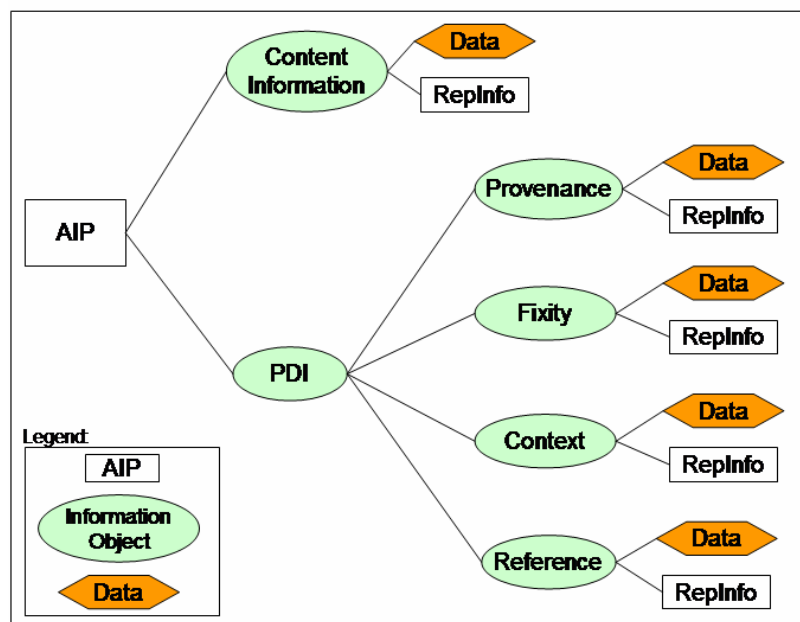 Data
Content
Information
RepInfo
Data
Provenance
RepInfo
AIP
Data
Fixity
RepInfo
PDI
Data
Context
RepInfo
Legend:
AIP
Information
Object
Data
Data
Reference
RepInfo